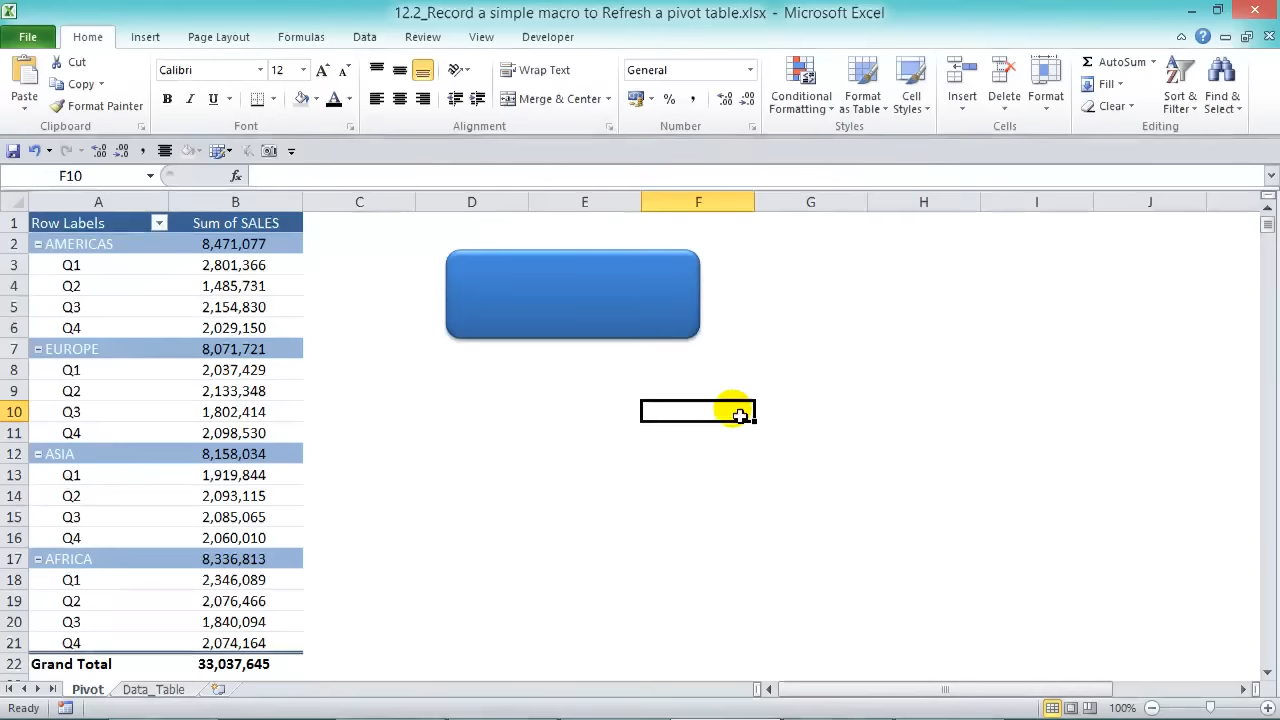 12.2_Record a simple macro to Refresh a pivot table.xlsx - Microsoft Excel
File Home Insert Page Layout Formulas Data Review View Developer
Paste
Cut
Copy
Format Painter
Clipboard
Calibri 12
B I U A
Font
Wrap Text
Merge & Center
Alignment
General
% ,
Number
Conditional Formatting
Format as Table
Cell Styles
Styles
Insert Delete Format
Cells
Σ AutoSum
Fill
Clear
Sort & Filter
Find & Select
Editing
F10 fx
A B C D E F G H I J
1 Row Labels Sum of SALES
2 AMERICAS 8,471,077
3 Q1 2,801,366
4 Q2 1,485,731
5 Q3 2,154,830
6 Q4 2,029,150
7 EUROPE 8,071,721
8 Q1 2,037,429
9 Q2 2,133,348
10 Q3 1,802,414
11 Q4 2,098,530
12 ASIA 8,158,034
13 Q1 1,919,844
14 Q2 2,093,115
15 Q3 2,085,065
16 Q4 2,060,010
17 AFRICA 8,336,813
18 Q1 2,346,089
19 Q2 2,076,466
20 Q3 1,840,094
21 Q4 2,074,164
22 Grand Total 33,037,645
Pivot Data_Table
Ready 100%